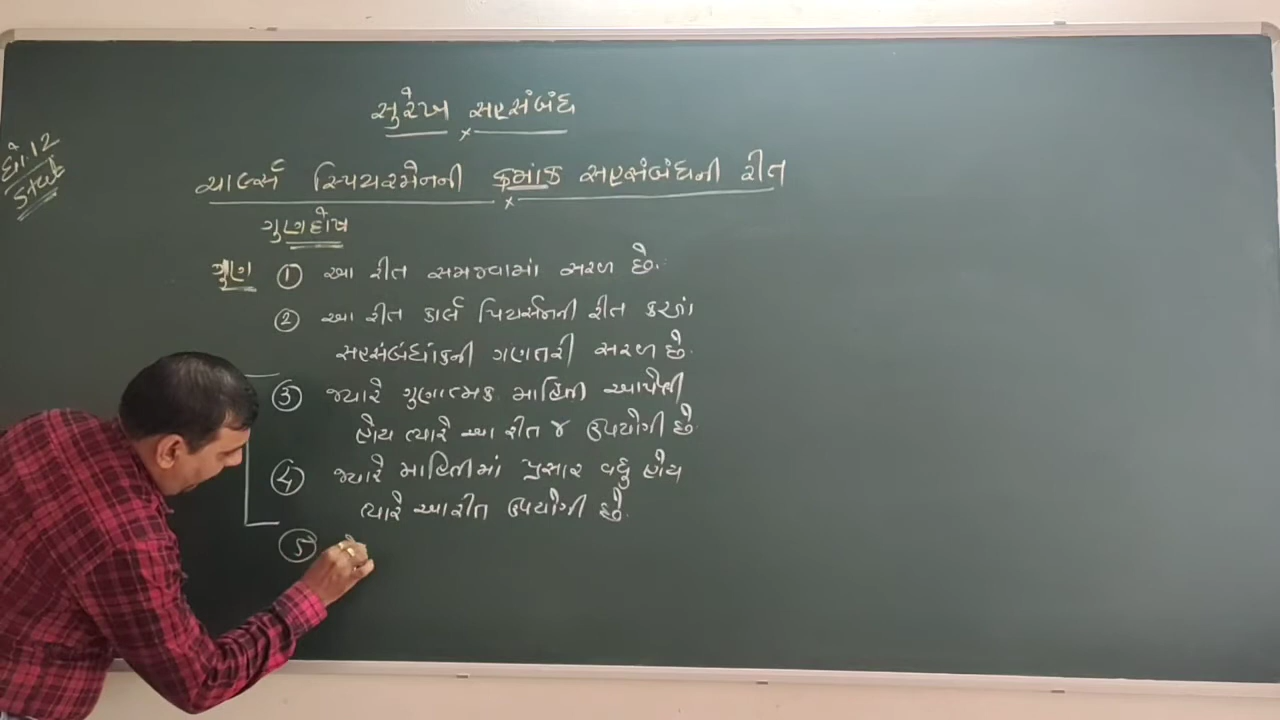 ધો.12
Stat
સુરેખ સહસંબંધ
ચાર્લ્સ સ્પિયરમેનની ક્રમાંક સહસંબંધની રીત
ગુણદોષ
ગુણ ① આ રીત સમજવામાં સરળ છે.
② આ રીત કાર્લ પિયર્સનની રીત કરતાં
સહસંબંધાંકની ગણતરી સરળ છે.
③ જ્યારે ગુણાત્મક માહિતી આપેલી
હોય ત્યારે આ રીત જ ઉપયોગી છે.
④ જ્યારે માહિતીમાં પ્રસાર વધુ હોય
ત્યારે આ રીત ઉપયોગી છે.
⑤